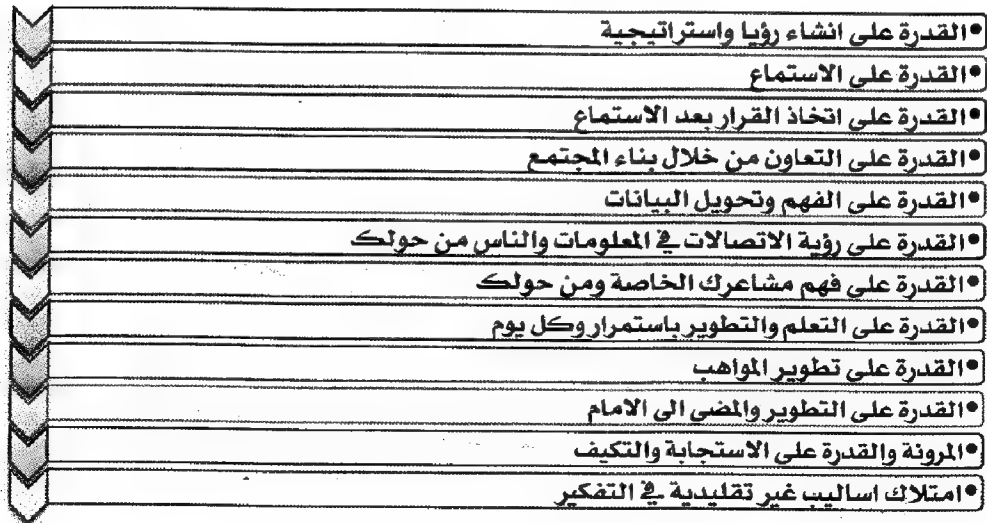 •القدرة على انشاء رؤيا واستراتيجية
•القدرة على الاستماع
•القدرة على اتخاذ القرار بعد الاستماع
•القدرة على التعاون من خلال بناء المجتمع
•القدرة على الفهم وتحويل البيانات
•القدرة على رؤية الاتصالات في المعلومات والناس من حولك
•القدرة على فهم مشاعرك الخاصة ومن حولك
•القدرة على التعلم والتطوير باستمرار وكل يوم
•القدرة على تطوير المواهب
•القدرة على التطوير والمضى الى الامام
•المرونة والقدرة على الاستجابة والتكيف
•امتلاك اساليب غير تقليدية في التفكير